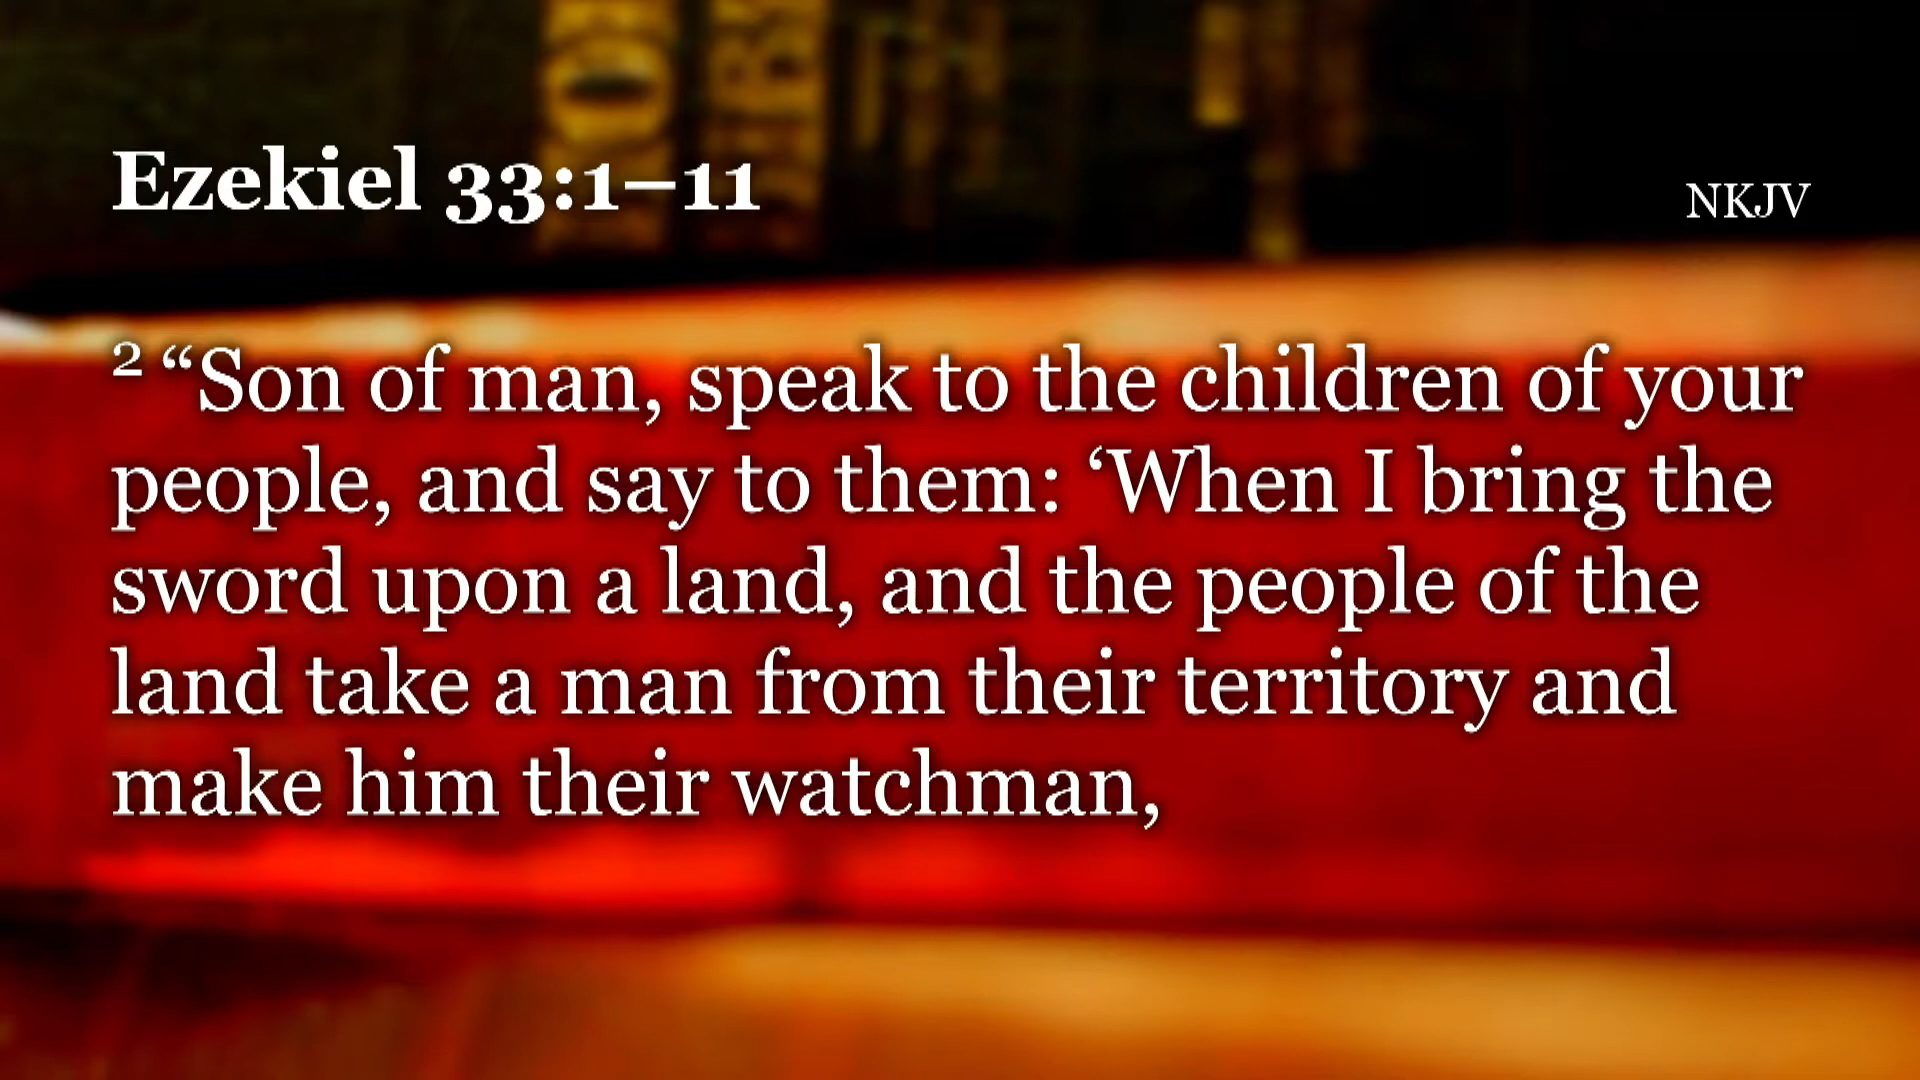 Ezekiel 33:1–11
NKJV
2 “Son of man, speak to the children of your
people, and say to them: ‘When I bring the
sword upon a land, and the people of the
land take a man from their territory and
make him their watchman,